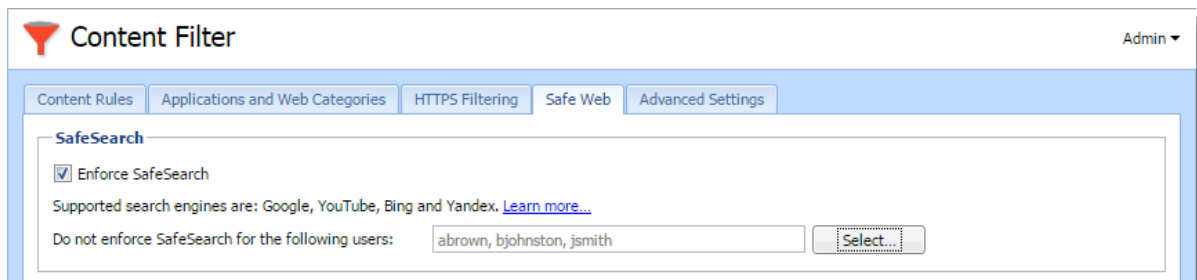 Content Filter
Admin
Content Rules Applications and Web Categories HTTPS Filtering Safe Web Advanced Settings
SafeSearch
Enforce SafeSearch
Supported search engines are: Google, YouTube, Bing and Yandex. Learn more...
Do not enforce SafeSearch for the following users: abrown, bjohnston, jsmith Select...